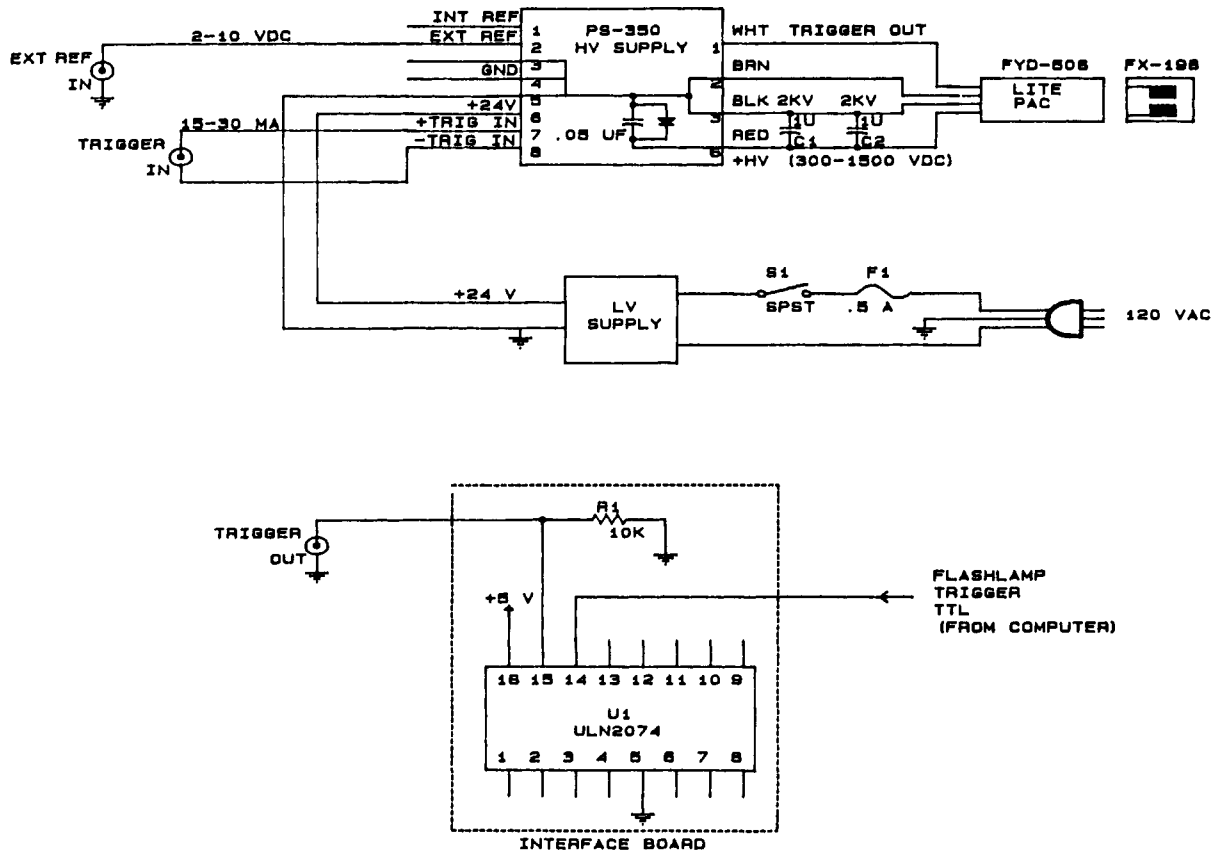 INT REF
EXT REF
2-10 VDC
EXT REF
IN
GND
+24V
+TRIG IN
-TRIG IN
15-30 MA
TRIGGER
IN
1
2
3
4
5
6
7
8
PS-350
HV SUPPLY
.05 UF
1
2
3
5
WHT TRIGGER OUT
BRN
BLK 2KV 2KV
1U 1U
C1 C2
RED
+HV (300-1500 VDC)
FYD-506
LITE
PAC
FX-196
+24 V
LV
SUPPLY
S1
SPST
F1
.5 A
120 VAC
R1
10K
TRIGGER
OUT
+5 V
FLASHLAMP
TRIGGER
TTL
(FROM COMPUTER)
16 15 14 13 12 11 10 9
U1
ULN2074
1 2 3 4 5 6 7 8
INTERFACE BOARD